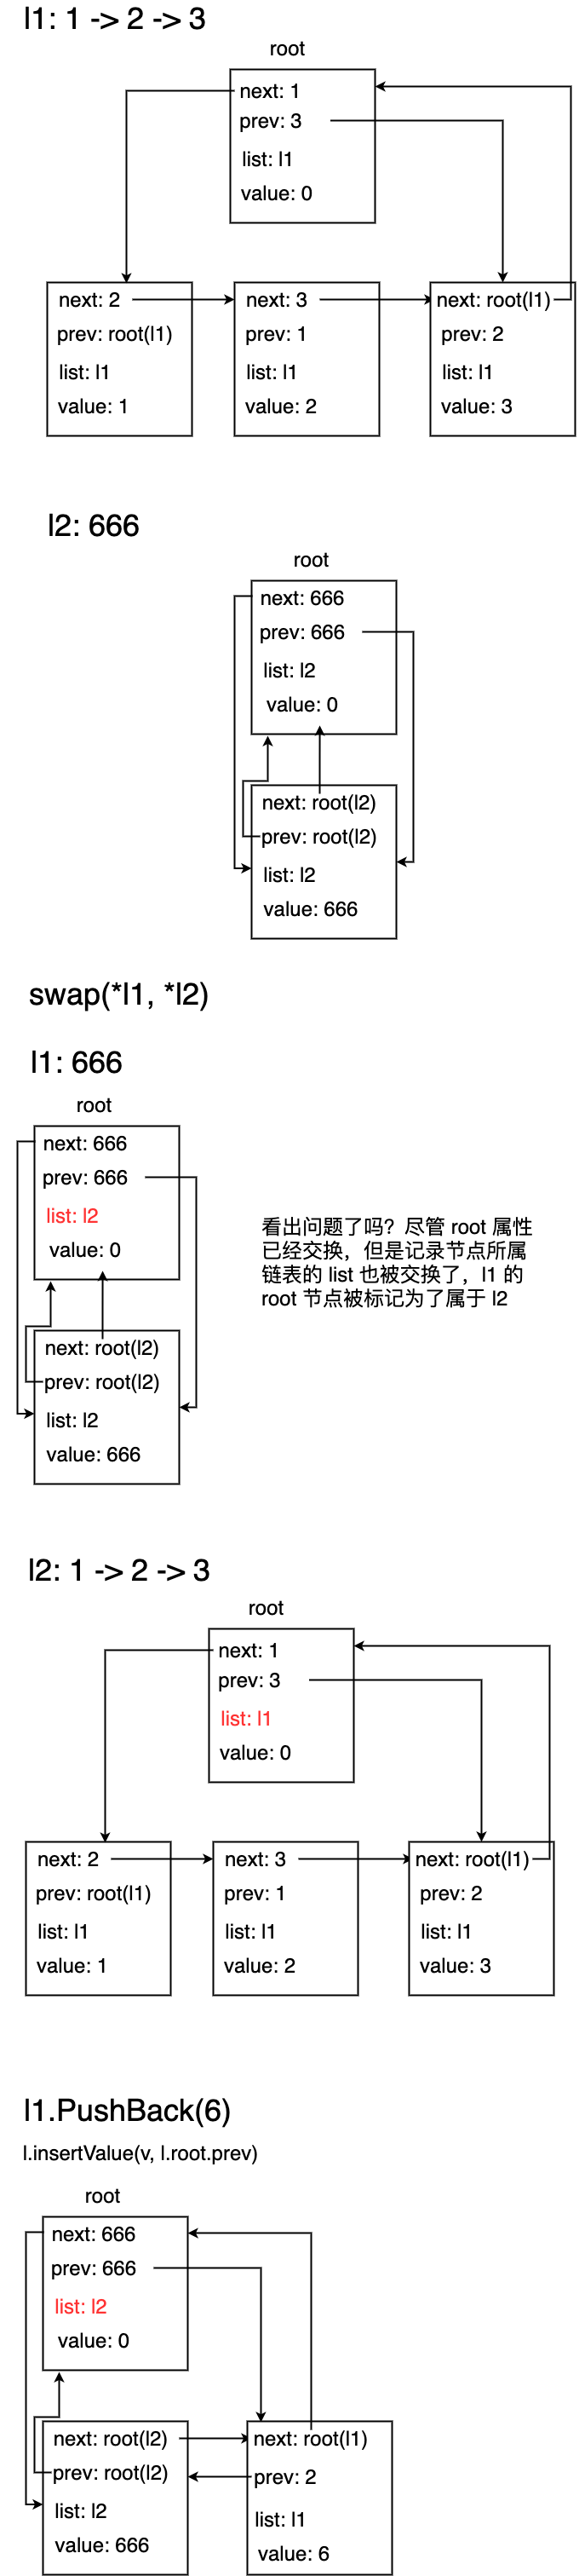 l1: 1 -> 2 -> 3
root
next: 1
prev: 3
list: l1
value: 0
next: 2
prev: root(l1)
list: l1
value: 1
next: 3
prev: 1
list: l1
value: 2
next: root(l1)
prev: 2
list: l1
value: 3
l2: 666
root
next: 666
prev: 666
list: l2
value: 0
next: root(l2)
prev: root(l2)
list: l2
value: 666
swap(*l1, *l2)
l1: 666
root
next: 666
prev: 666
list: l2
value: 0
next: root(l2)
prev: root(l2)
list: l2
value: 666
看出问题了吗？尽管 root 属性
已经交换，但是记录节点所属
链表的 list 也被交换了，l1 的
root 节点被标记为了属于 l2
l2: 1 -> 2 -> 3
root
next: 1
prev: 3
list: l1
value: 0
next: 2
prev: root(l1)
list: l1
value: 1
next: 3
prev: 1
list: l1
value: 2
next: root(l1)
prev: 2
list: l1
value: 3
l1.PushBack(6)
l.insertValue(v, l.root.prev)
root
next: 666
prev: 666
list: l2
value: 0
next: root(l2)
prev: root(l2)
list: l2
value: 666
next: root(l1)
prev: 2
list: l1
value: 6